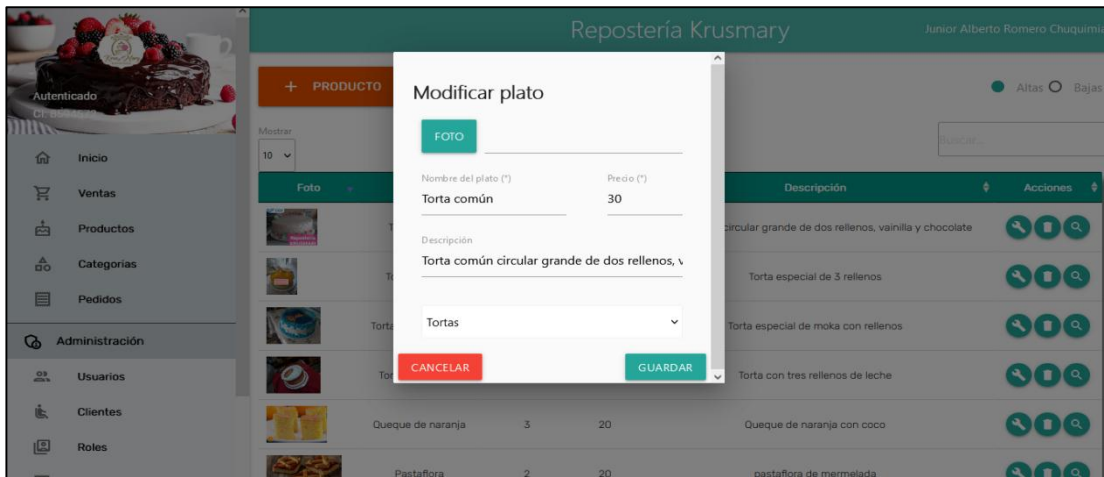 Repostería Krusmary
Junior Alberto Romero Chuquimia
Autenticado
Inicio
Ventas
Productos
Categorías
Pedidos
Administración
Usuarios
Clientes
Roles
+ PRODUCTO
Altas Bajas
Mostrar
10
Buscar...
Foto Descripción Acciones
circular grande de dos rellenos, vainilla y chocolate
Torta especial de 3 rellenos
Torta especial de moka con rellenos
Torta con tres rellenos de leche
Queque de naranja 3 20 Queque de naranja con coco
Pastaflora 2 20 pastaflora de mermelada
Modificar plato
FOTO
Nombre del plato (*) Precio (*)
Torta común 30
Descripción
Torta común circular grande de dos rellenos, v
Tortas
CANCELAR GUARDAR